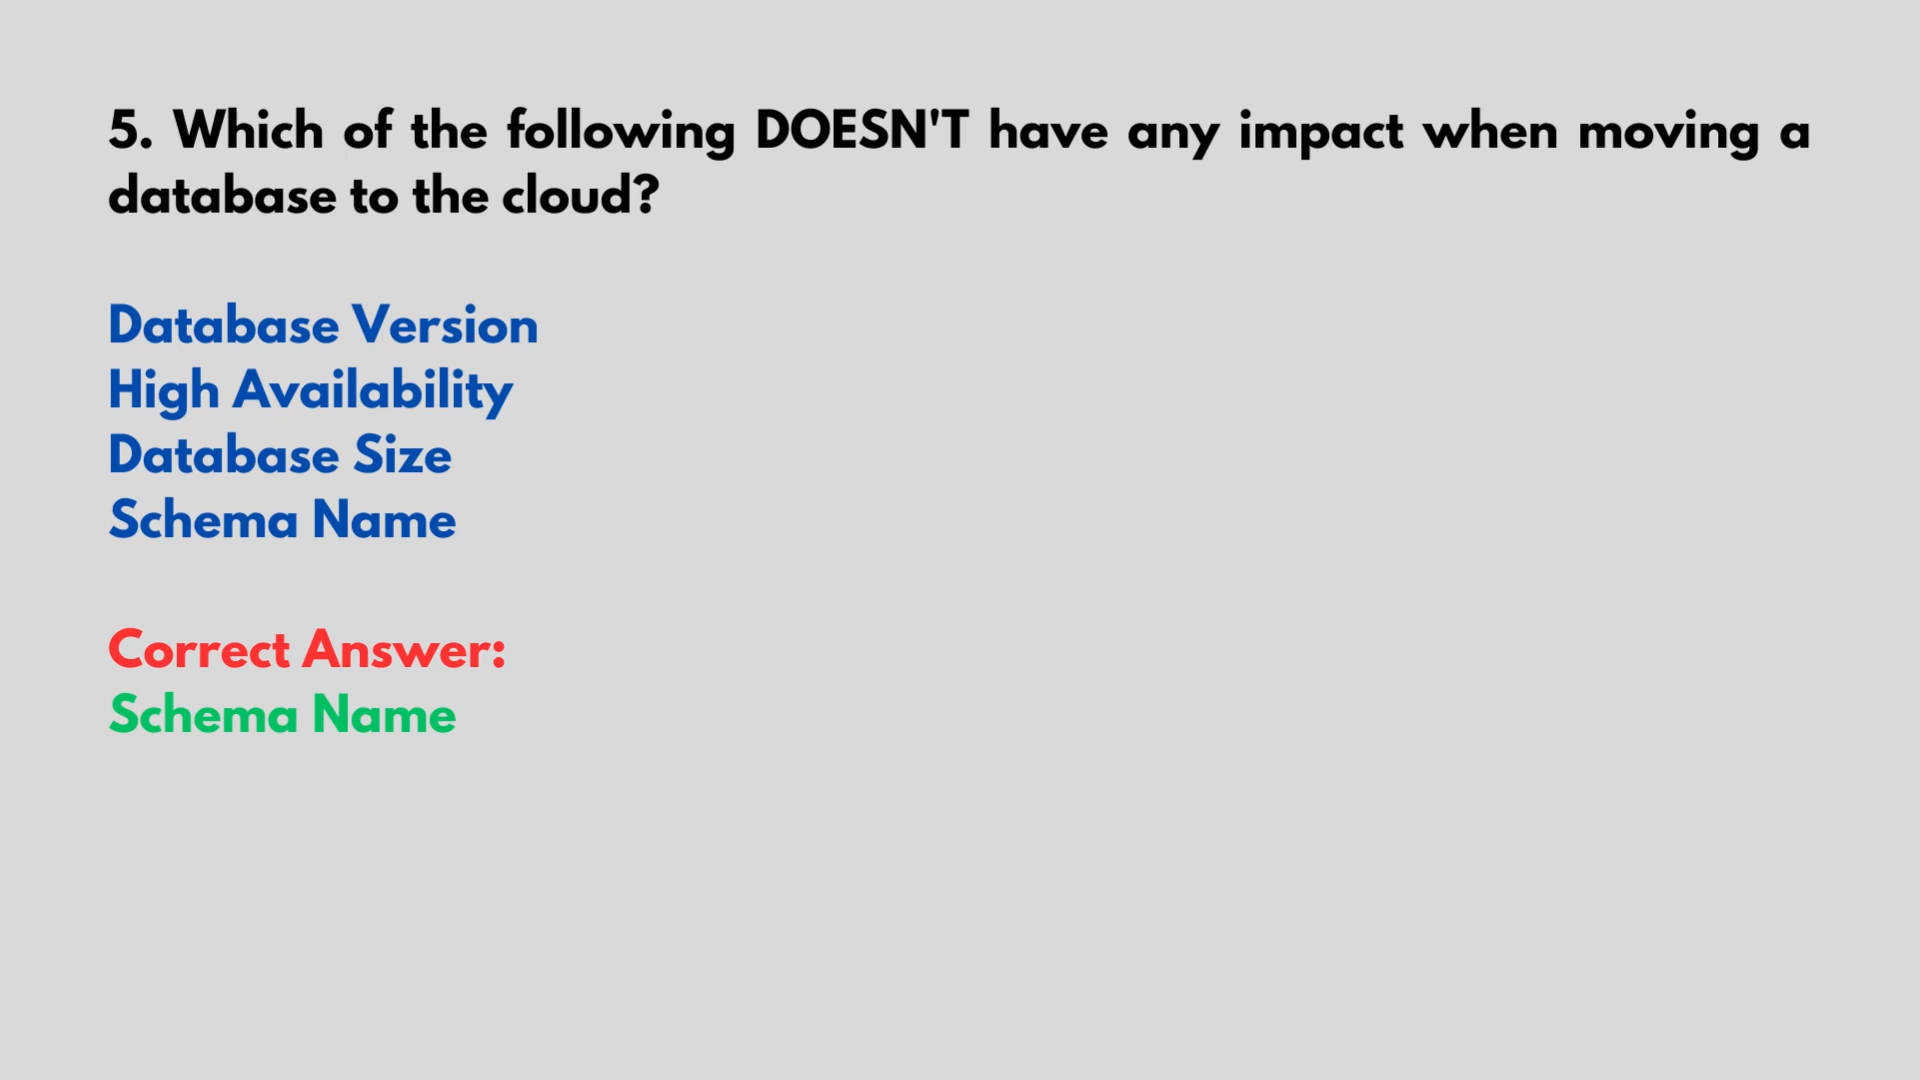 5. Which of the following DOESN'T have any impact when moving a
database to the cloud?
Database Version
High Availability
Database Size
Schema Name
Correct Answer:
Schema Name